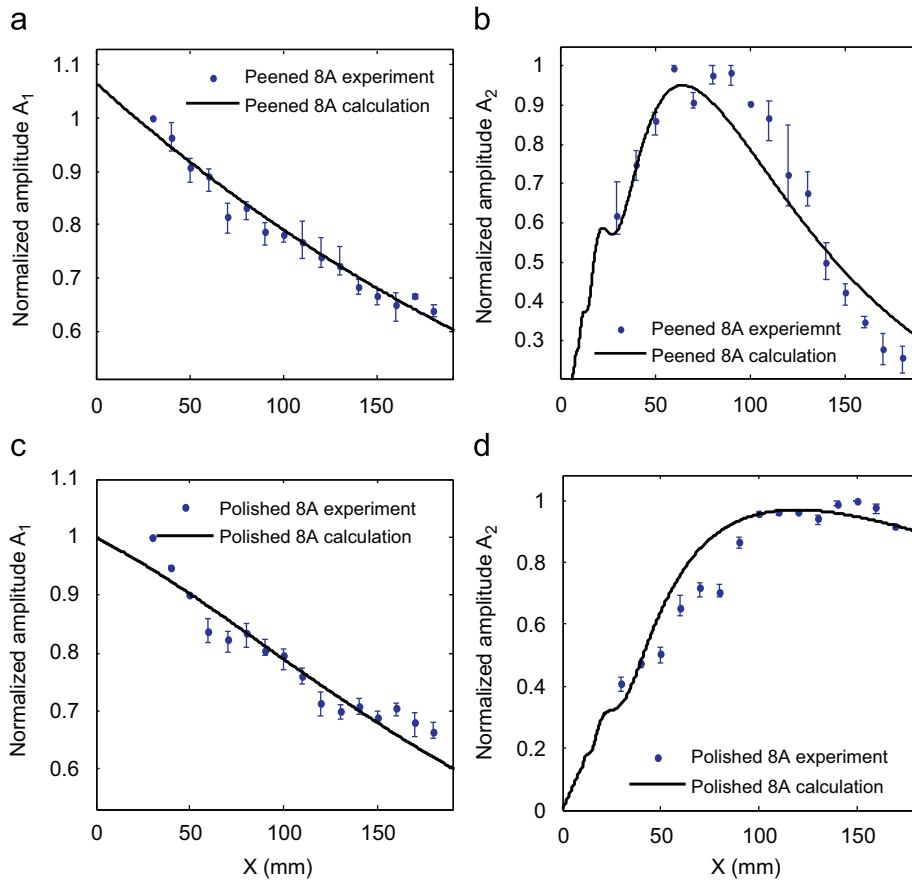 a
Normalized amplitude A1
1.1
1
0.9
0.8
0.7
0.6
Peened 8A experiment
Peened 8A calculation
0
50
100
150
b
Normalized amplitude A2
1
0.9
0.8
0.7
0.6
0.5
0.4
0.3
Peened 8A experiemnt
Peened 8A calculation
0
50
100
150
c
Normalized amplitude A1
1.1
1
0.9
0.8
0.7
0.6
Polished 8A experiment
Polished 8A calculation
0
50
100
150
X (mm)
d
Normalized amplitude A2
1
0.8
0.6
0.4
0.2
0
Polished 8A experiment
Polished 8A calculation
0
50
100
150
X (mm)